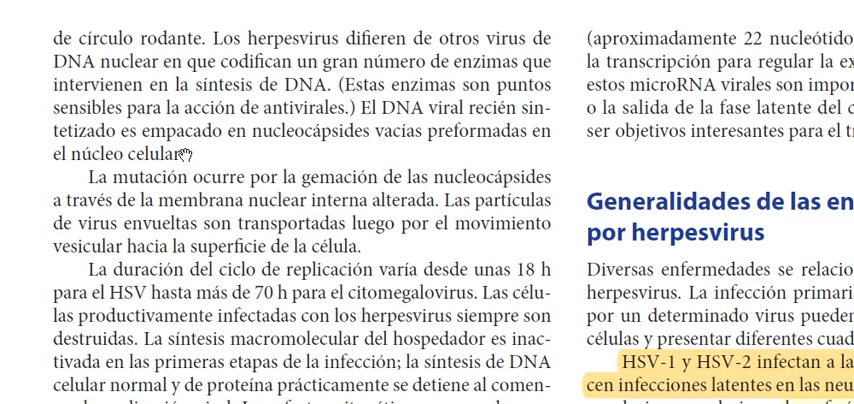 de círculo rodante. Los herpesvirus difieren de otros virus de
DNA nuclear en que codifican un gran número de enzimas que
intervienen en la síntesis de DNA. (Estas enzimas son puntos
sensibles para la acción de antivirales.) El DNA viral recién sin-
tetizado es empacado en nucleocápsides vacías preformadas en
el núcleo celular
La mutación ocurre por la gemación de las nucleocápsides
a través de la membrana nuclear interna alterada. Las partículas
de virus envueltas son transportadas luego por el movimiento
vesicular hacia la superficie de la célula.
La duración del ciclo de replicación varía desde unas 18 h
para el HSV hasta más de 70 h para el citomegalovirus. Las célu-
las productivamente infectadas con los herpesvirus siempre son
destruidas. La síntesis macromolecular del hospedador es inac-
tivada en las primeras etapas de la infección; la síntesis de DNA
celular normal y de proteína prácticamente se detiene al comen-
(aproximadamente 22 nucleótido
la transcripción para regular la ex
estos microRNA virales son impor
o la salida de la fase latente del c
ser objetivos interesantes para el t
Generalidades de las en
por herpesvirus
Diversas enfermedades se relacio
herpesvirus. La infección primari
por un determinado virus pueden
células y presentar diferentes cuad
HSV-1 y HSV-2 infectan a la
cen infecciones latentes en las neu